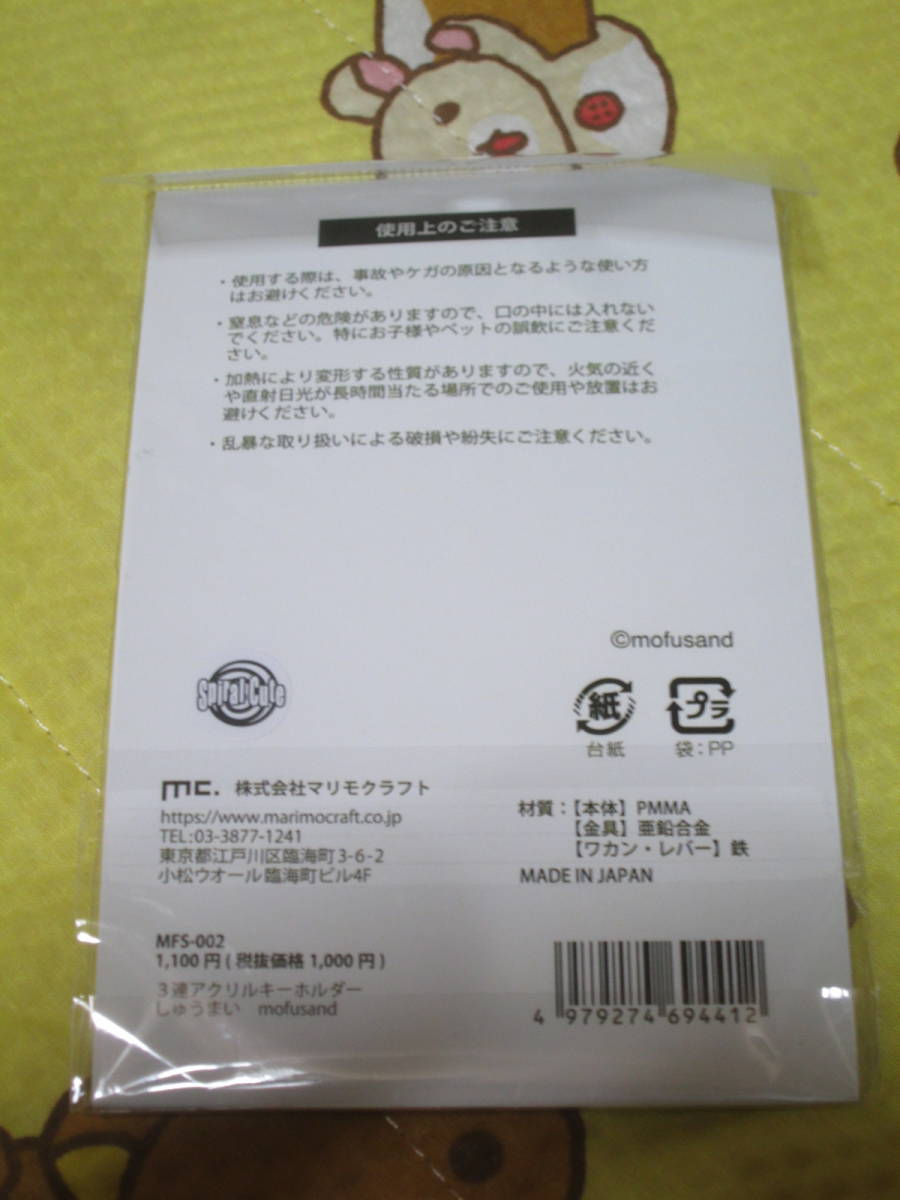 使用上のご注意
・使用する際は、事故やケガの原因となるような使い方
はお避けください。
・窒息などの危険がありますので、口の中には入れない
でください。特にお子様やペットの誤飲にご注意くだ
さい。
・加熱により変形する性質がありますので、火気の近く
や直射日光が長時間当たる場所でのご使用や放置はお
避けください。
・乱暴な取り扱いによる破損や紛失にご注意ください。
©mofusand
Spiral Cute
紙
プラ
台紙
袋：PP
mc. 株式会社マリモクラフト
https://www.marimocraft.co.jp
TEL:03-3877-1241
東京都江戸川区臨海町3-6-2
小松ウオール臨海町ビル4F
材質：【本体】PMMA
【金具】亜鉛合金
【ワカン・レバー】鉄
MADE IN JAPAN
MFS-002
1,100円（税抜価格1,000円）
３連アクリルキーホルダー
しゅうまい　mofusand
4 979274 694412